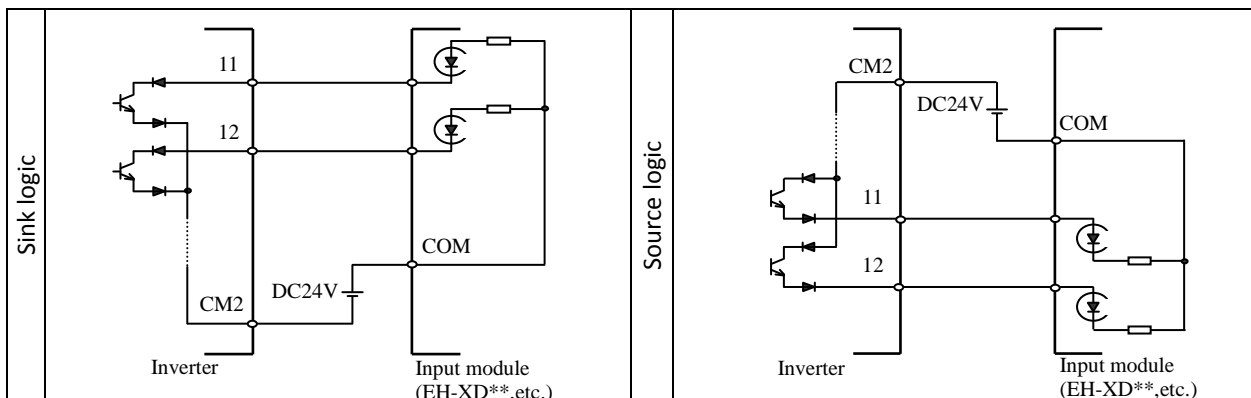 Sink logic
11
12
COM
DC24V
CM2
Inverter
Input module
(EH-XD**,etc.)
Source logic
CM2
DC24V
COM
11
12
Inverter
Input module
(EH-XD**,etc.)